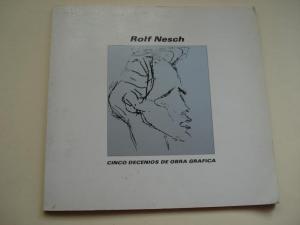 Rolf Nesch
CINCO DECENIOS DE OBRA GRAFICA